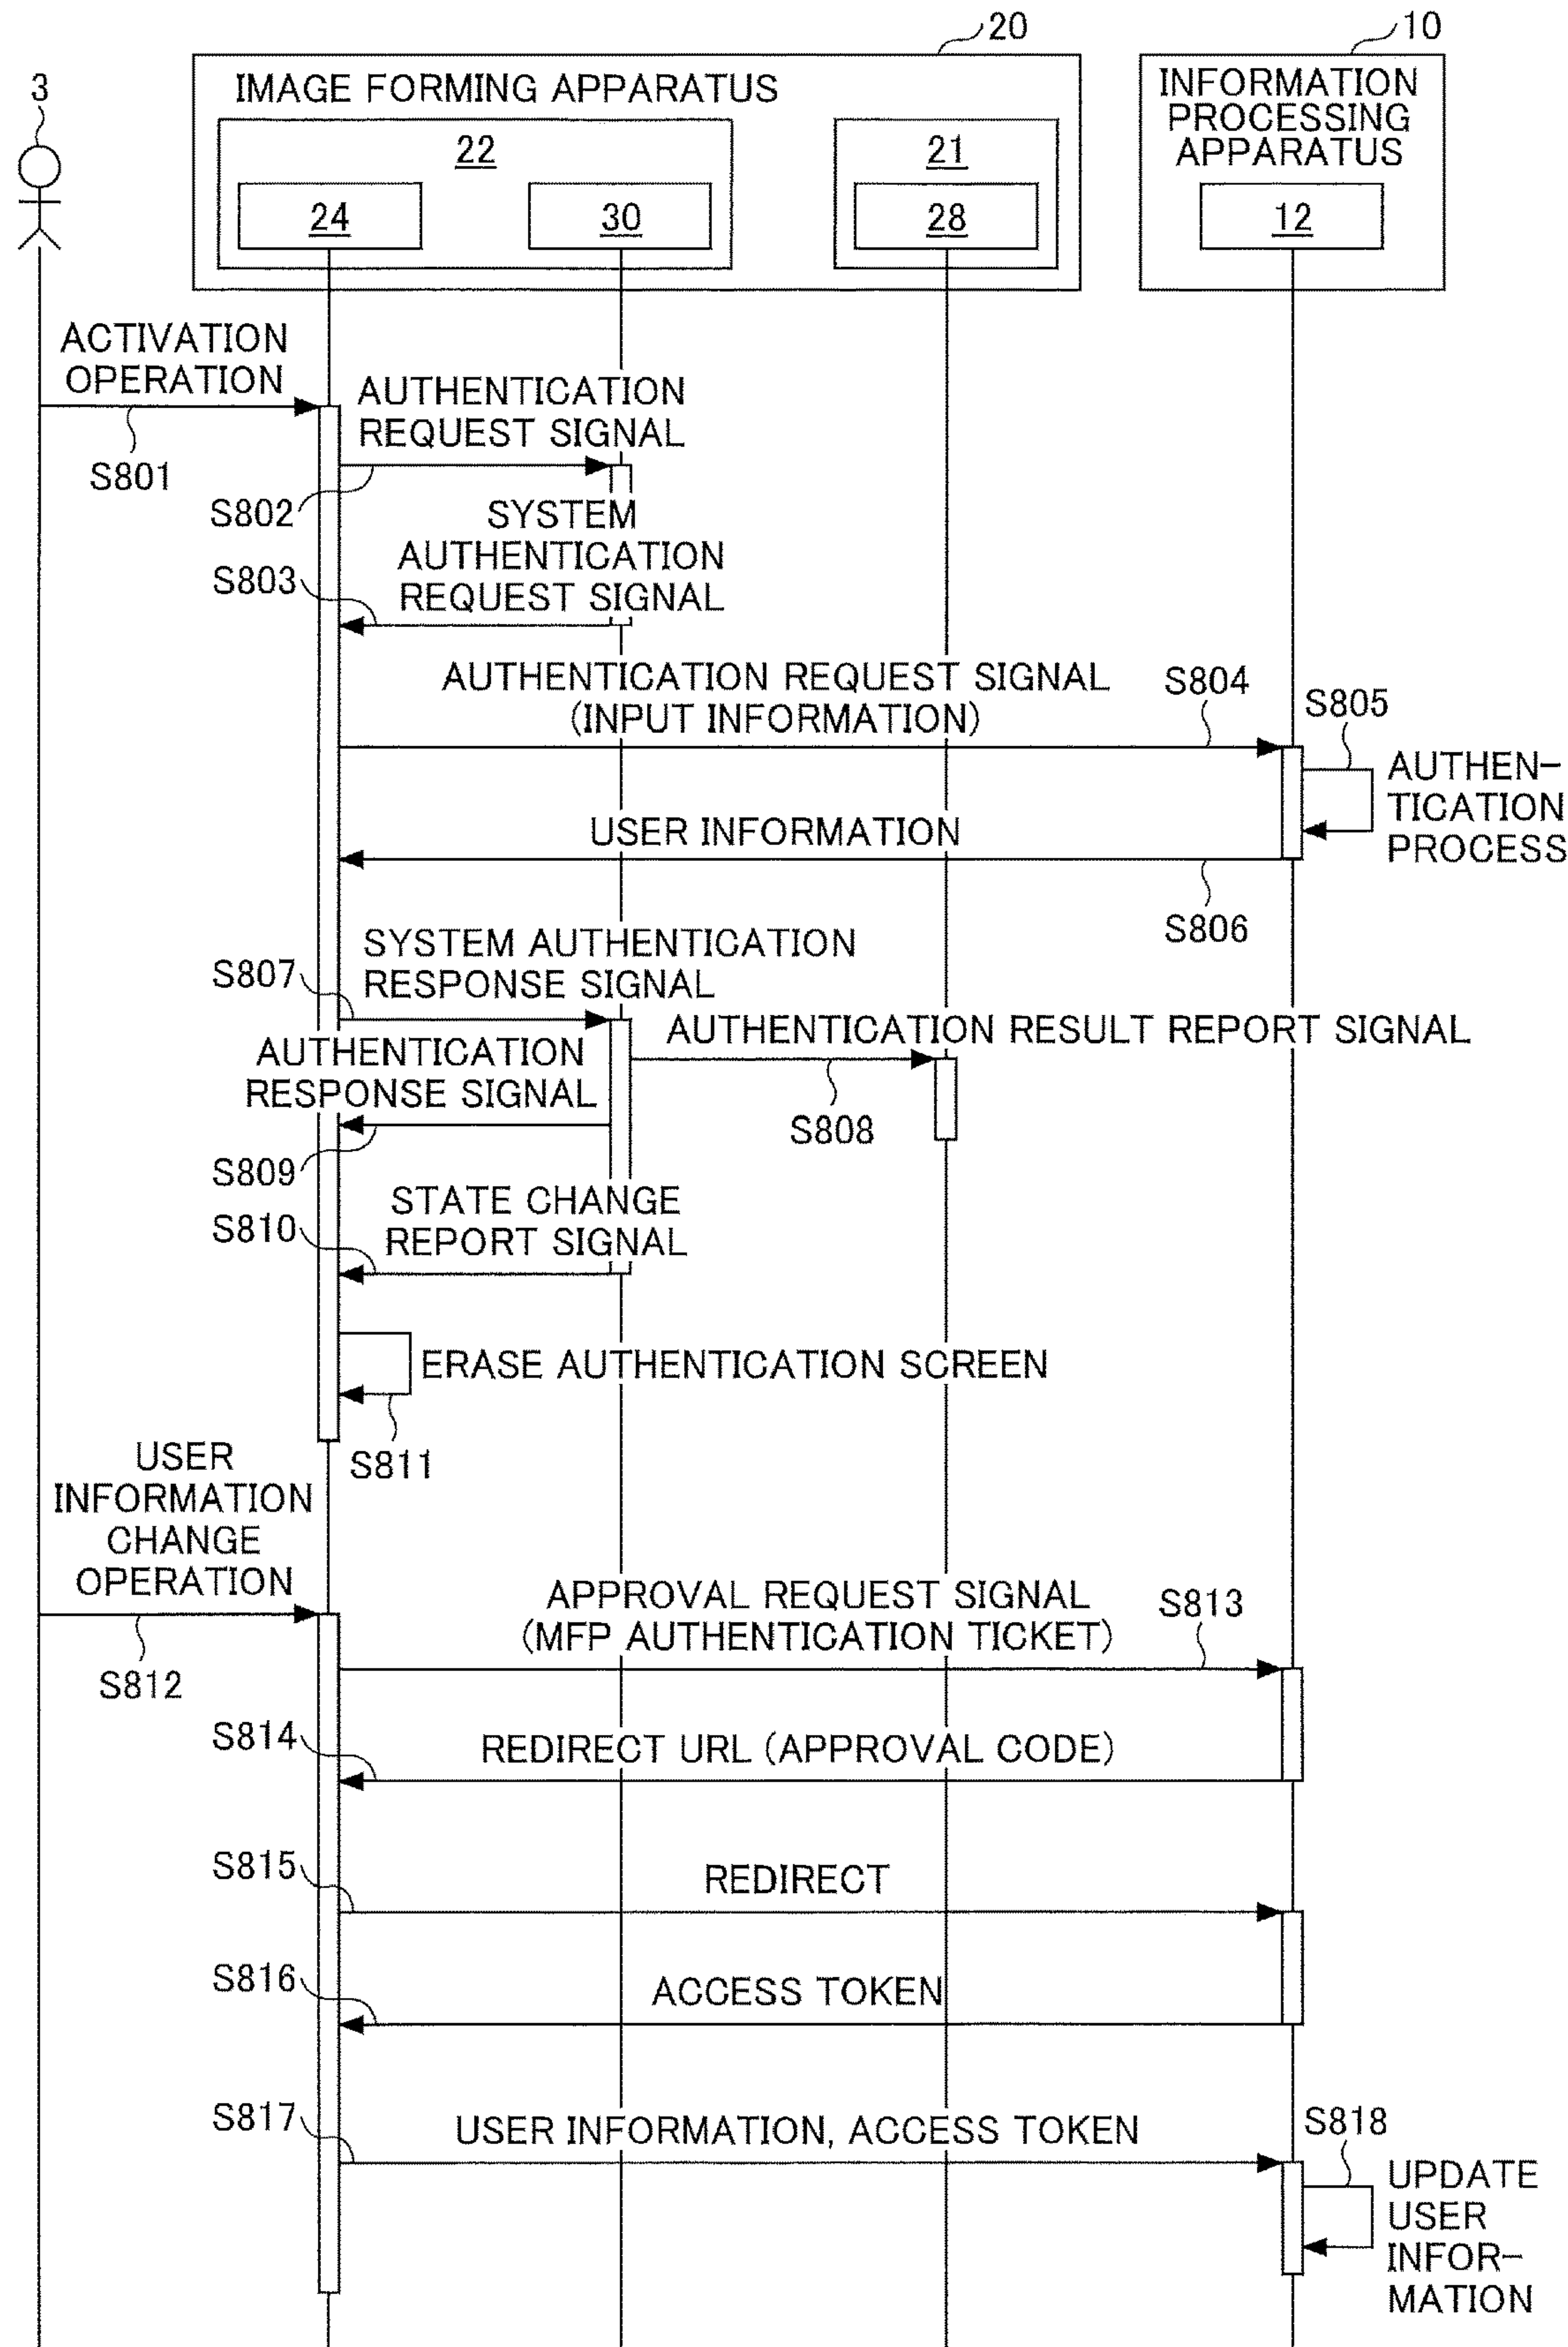 20
10
3
IMAGE FORMING APPARATUS
INFORMATION
PROCESSING
APPARATUS
22
21
24
30
28
12
ACTIVATION
OPERATION
S801
AUTHENTICATION
REQUEST SIGNAL
S802
SYSTEM
AUTHENTICATION
REQUEST SIGNAL
S803
AUTHENTICATION REQUEST SIGNAL
(INPUT INFORMATION)
S804
S805
AUTHEN-
TICATION
PROCESS
USER INFORMATION
S806
SYSTEM AUTHENTICATION
RESPONSE SIGNAL
S807
AUTHENTICATION RESULT REPORT SIGNAL
S808
AUTHENTICATION
RESPONSE SIGNAL
S809
STATE CHANGE
REPORT SIGNAL
S810
ERASE AUTHENTICATION SCREEN
S811
USER
INFORMATION
CHANGE
OPERATION
S812
APPROVAL REQUEST SIGNAL
(MFP AUTHENTICATION TICKET)
S813
S814
REDIRECT URL (APPROVAL CODE)
S815
REDIRECT
S816
ACCESS TOKEN
S817
USER INFORMATION, ACCESS TOKEN
S818
UPDATE
USER
INFOR-
MATION